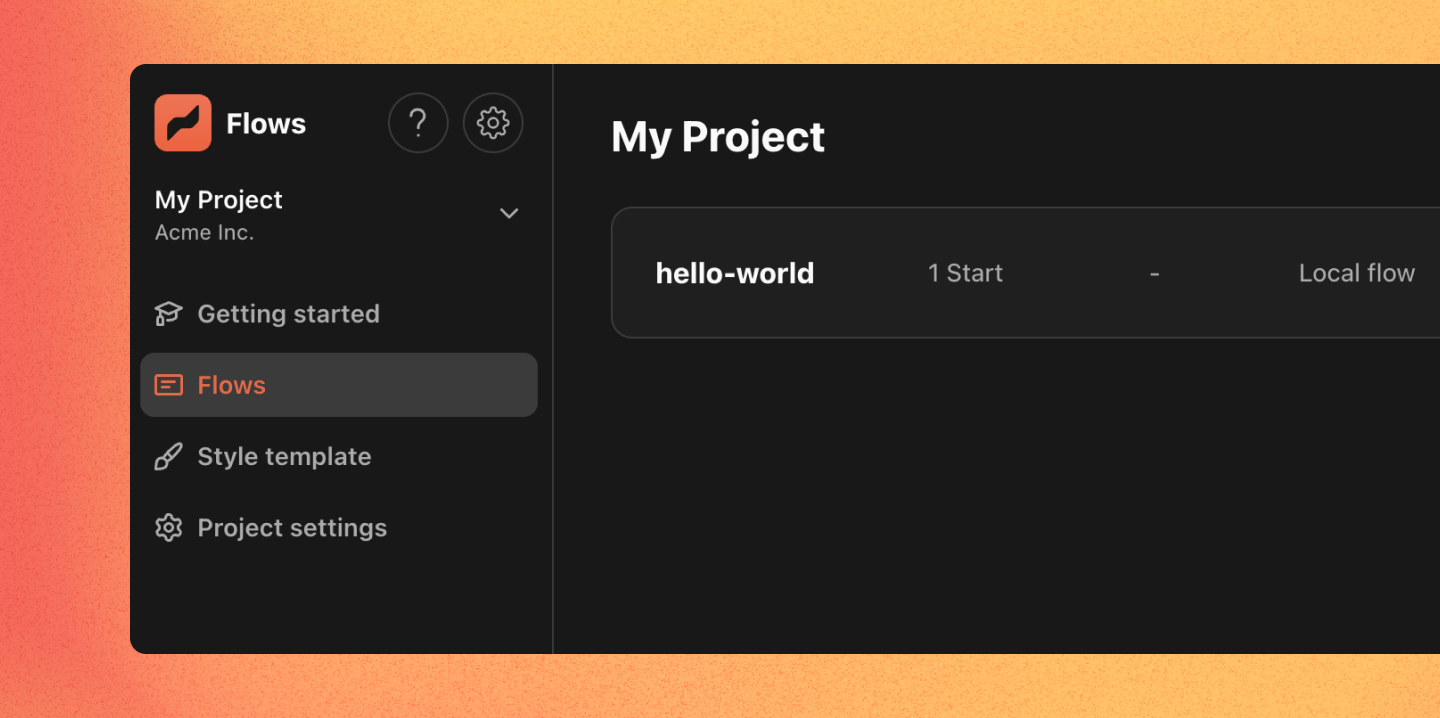 Flows
?
My Project
Acme Inc.
Getting started
Flows
Style template
Project settings
My Project
hello-world 1 Start - Local flow